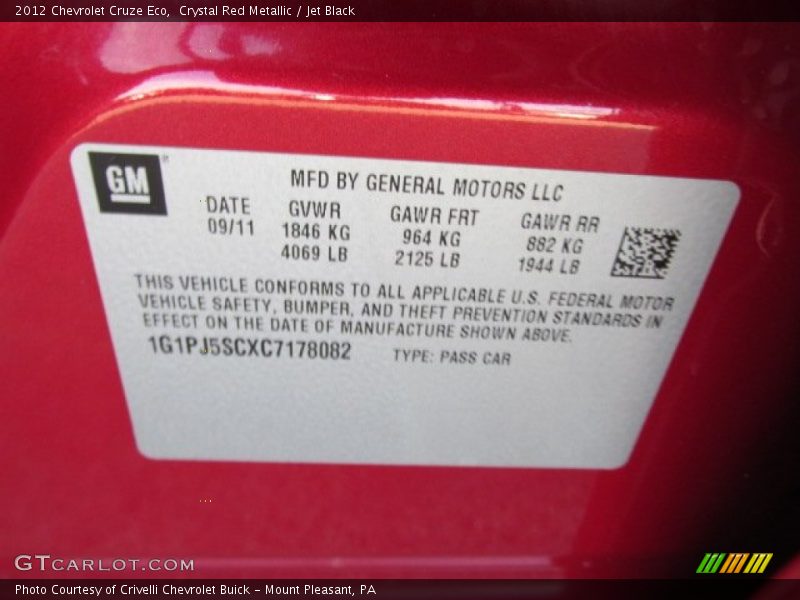 2012 Chevrolet Cruze Eco,  Crystal Red Metallic / Jet Black
GM
MFD BY GENERAL MOTORS LLC
DATE GVWR GAWR FRT GAWR RR
09/11 1846 KG 964 KG 882 KG
4069 LB 2125 LB 1944 LB
THIS VEHICLE CONFORMS TO ALL APPLICABLE U.S. FEDERAL MOTOR
VEHICLE SAFETY, BUMPER, AND THEFT PREVENTION STANDARDS IN
EFFECT ON THE DATE OF MANUFACTURE SHOWN ABOVE.
1G1PJ5SCXC7178082 TYPE: PASS CAR
GTCARLOT.COM
Photo Courtesy of Crivelli Chevrolet Buick – Mount Pleasant, PA